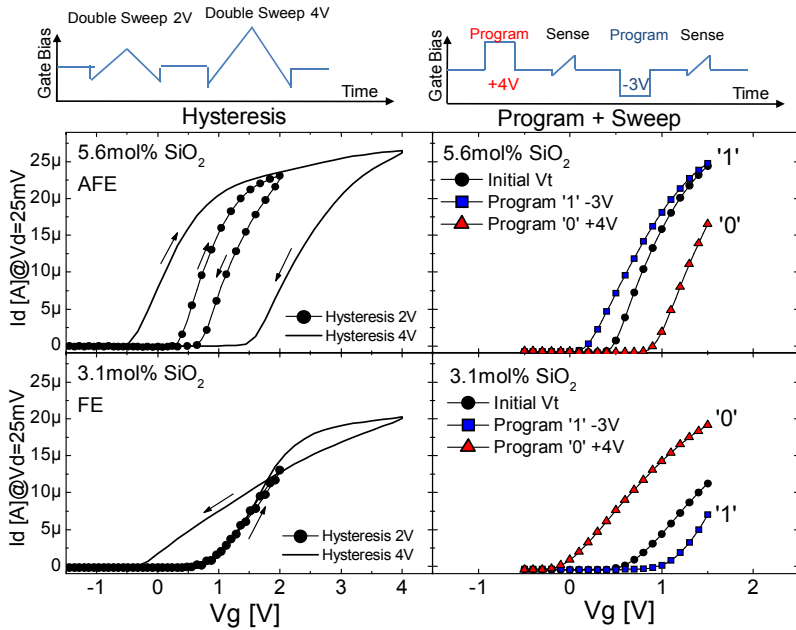 Double Sweep 2V
Double Sweep 4V
Gate Bias
Time
Hysteresis
Program
Sense
Program
Sense
Gate Bias
+4V
-3V
Time
Program + Sweep
5.6mol% SiO2
AFE
25µ
20µ
15µ
10µ
5µ
0
Id [A]@Vd=25mV
Hysteresis 2V
Hysteresis 4V
5.6mol% SiO2
Initial Vt
Program '1' -3V
Program '0' +4V
'1'
'0'
3.1mol% SiO2
FE
25µ
20µ
15µ
10µ
5µ
0
Id [A]@Vd=25mV
Hysteresis 2V
Hysteresis 4V
-1 0 1 2 3 4
Vg [V]
3.1mol% SiO2
Initial Vt
Program '1' -3V
Program '0' +4V
'0'
'1'
-1 0 1 2
Vg [V]